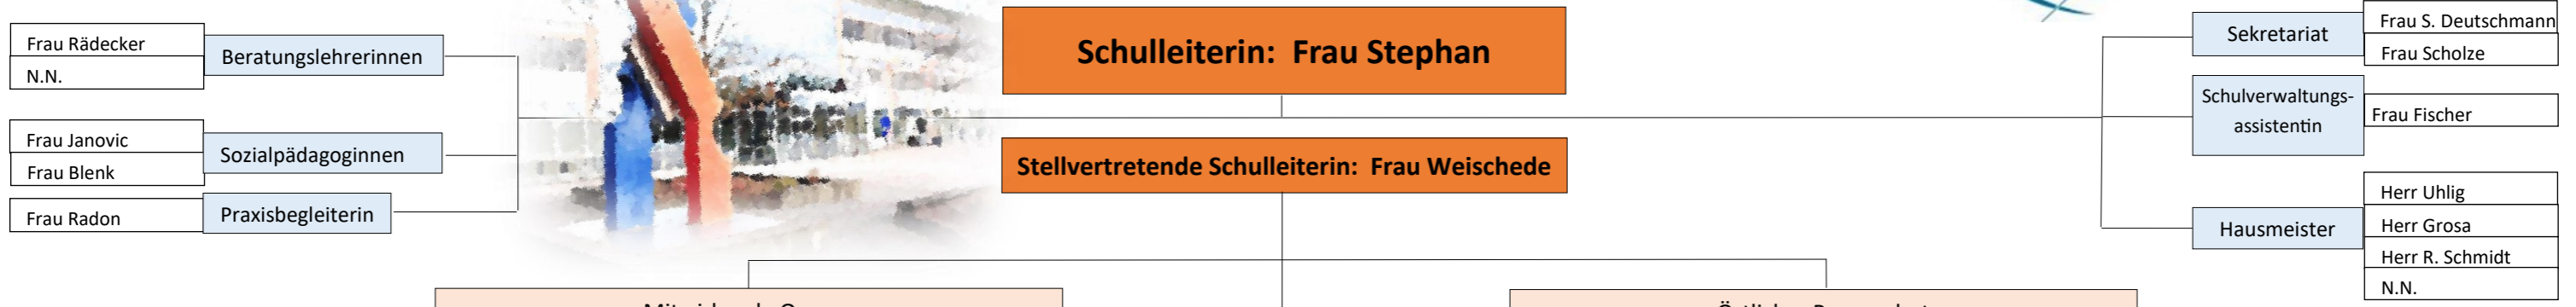 Frau Rädecker
N.N.
Beratungslehrerinnen
Frau Janovic
Frau Blenk
Sozialpädagoginnen
Frau Radon
Praxisbegleiterin
Schulleiterin: Frau Stephan
Stellvertretende Schulleiterin: Frau Weischede
Sekretariat
Frau S. Deutschmann
Frau Scholze
Schulverwaltungs-
assistentin
Frau Fischer
Hausmeister
Herr Uhlig
Herr Grosa
Herr R. Schmidt
N.N.